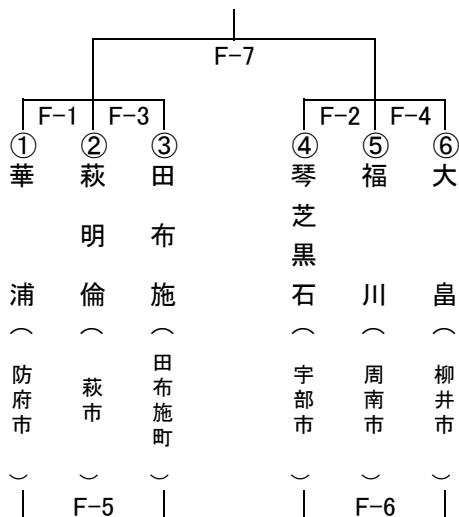 F-7
F-1 F-3 F-2 F-4
①華浦（防府市）
②萩明倫（萩市）
③田布施（田布施町）
④琴芝黒石（宇部市）
⑤福川（周南市）
⑥大畠（柳井市）
F-5 F-6